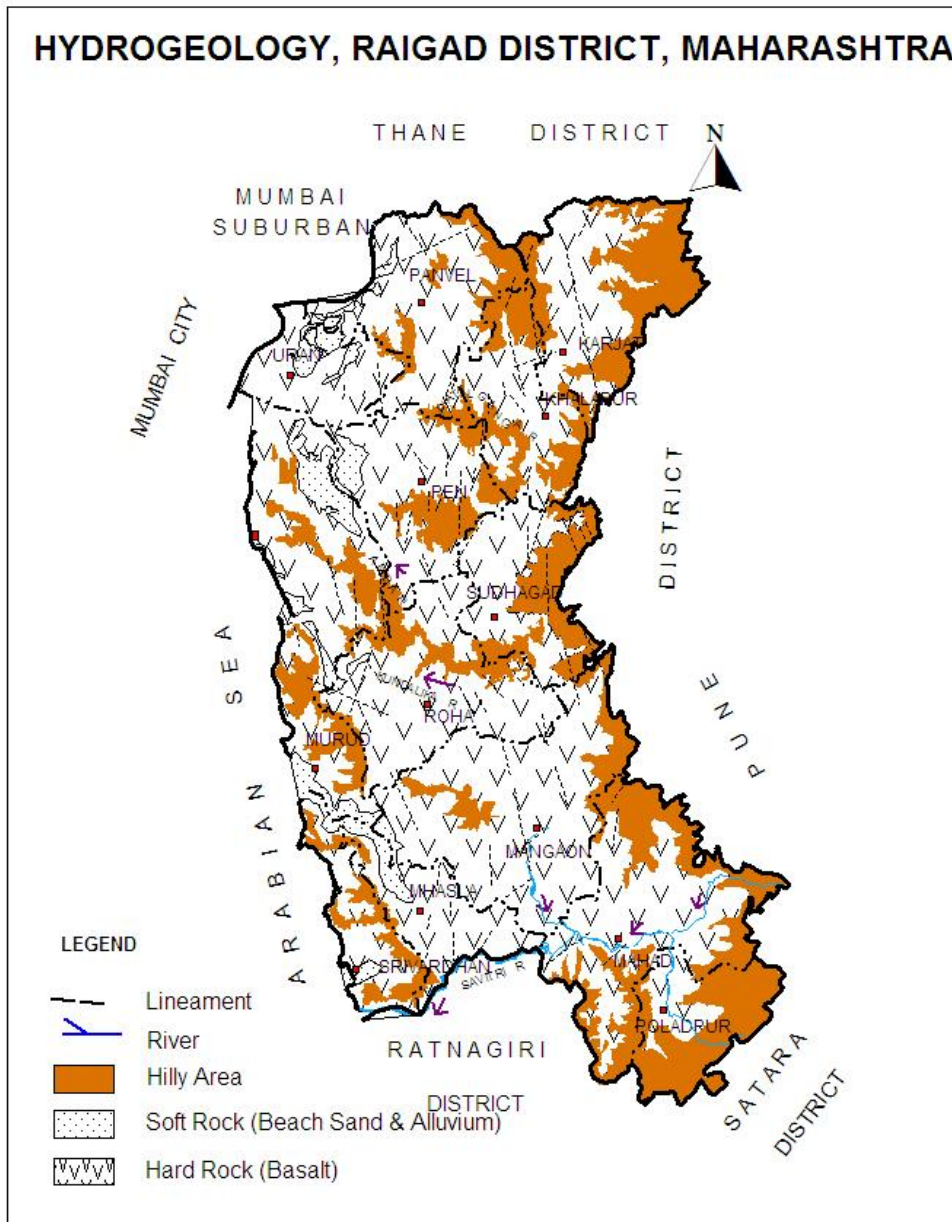 HYDROGEOLOGY, RAIGAD DISTRICT, MAHARASHTRA
THANE DISTRICT
N
MUMBAI
SUBURBAN
MUMBAI CITY
PANVEL
URAN
KARJAT
KHALAPUR
PEN
DISTRICT
SUDHAGAD
ARABIAN SEA
KUNDALIKA R
ROHA
PUNE
MURUD
MANGAON
MHASLA
LEGEND
MAHAD
SRIVARDHAN
SAVITRI R
POLADPUR
Lineament
River
RATNAGIRI
DISTRICT
SATARA
DISTRICT
Hilly Area
Soft Rock (Beach Sand & Alluvium)
Hard Rock (Basalt)